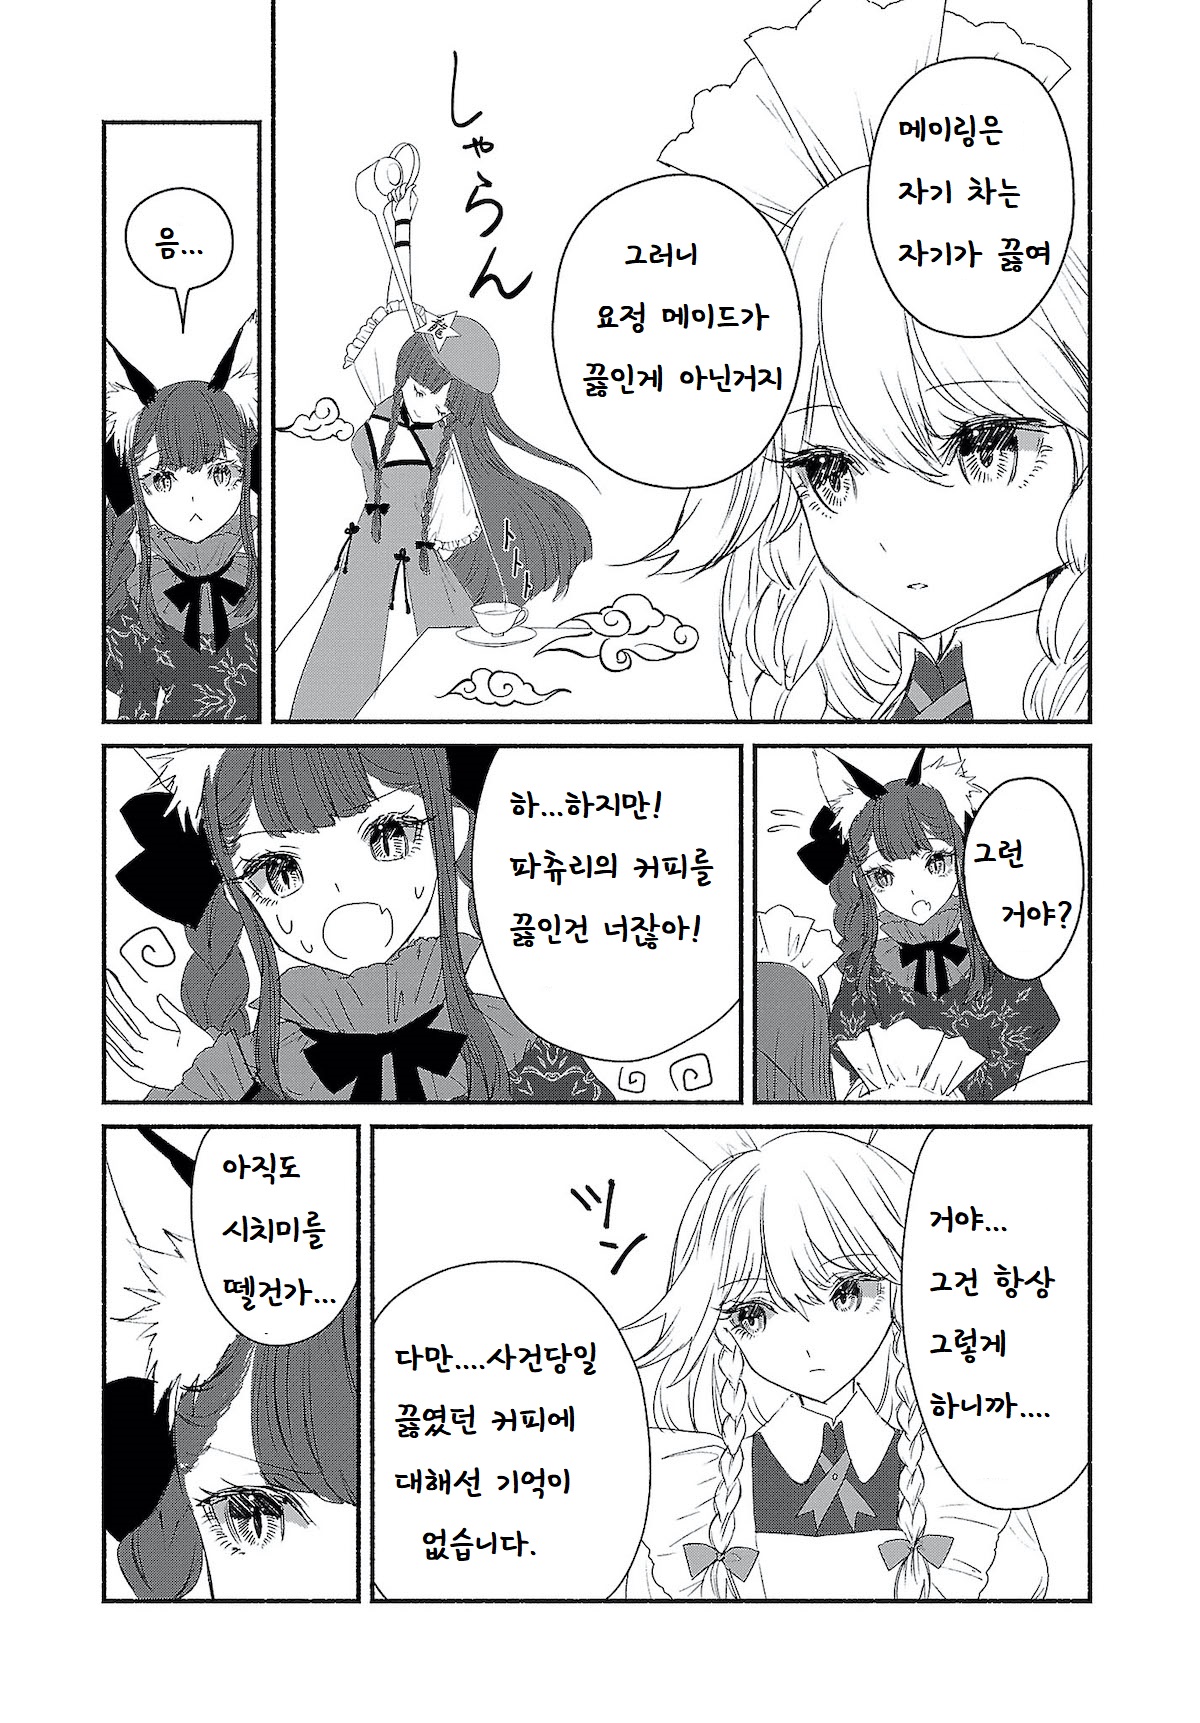 메이링은
자기 차는
자기가 끓여
그러니
요정 메이드가
끓인게 아닌거지
しゃらん
トトト
음...
그런
거야?
하...하지만!
파츄리의 커피를
끓인건 너잖아!
거야...
그건 항상
그렇게
하니까....
ツン
다만....사건당일
끓였던 커피에
대해선 기억이
없습니다.
아직도
시치미를
뗄건가...